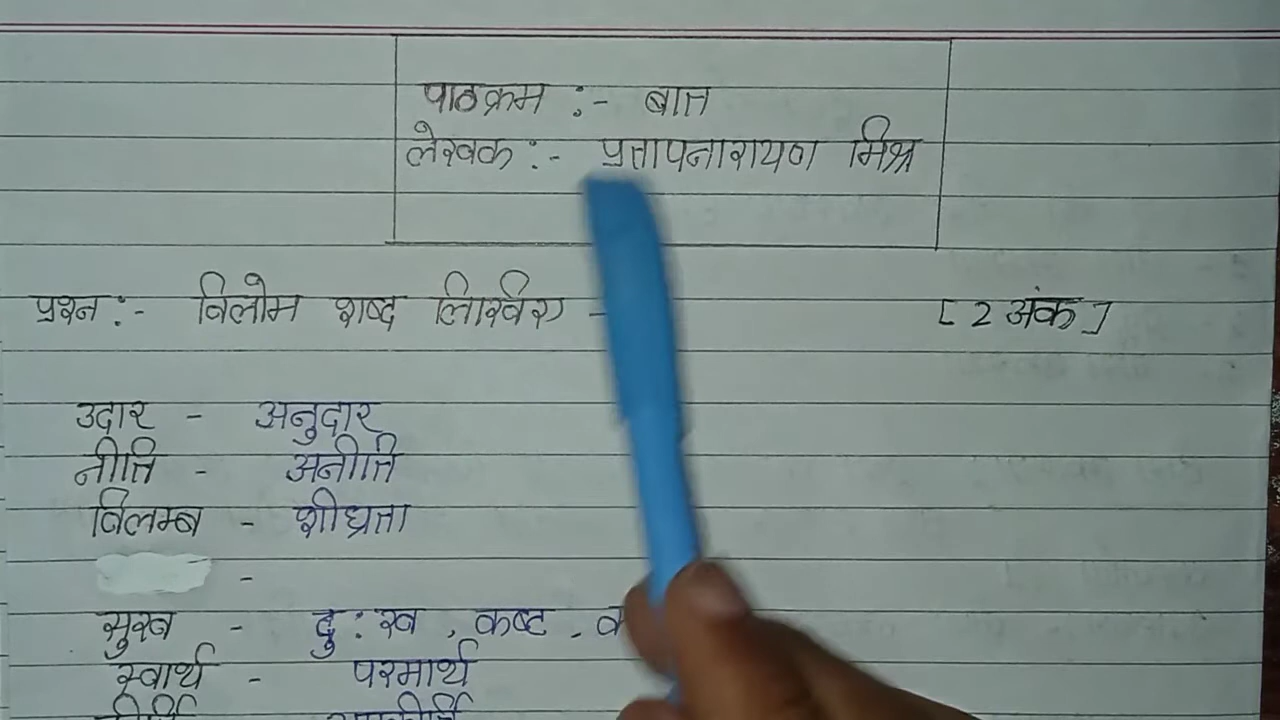 पाठक्रम :- बात
लेखक :- प्रतापनारायण मिश्र
प्रश्न :- विलोम शब्द लिखिए - [ 2 अंक ]
उदार - अनुदार
नीति - अनीति
विलम्ब - शीघ्रता
-
सुख - दु:ख , कष्ट ,
स्वार्थ - परमार्थ